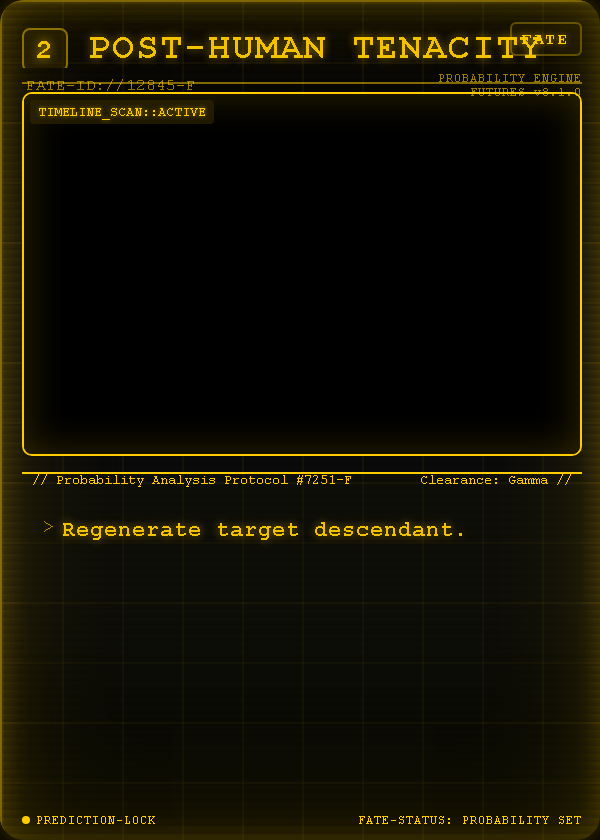 2 POST-HUMAN TENACITY FATE
FATE-ID://12845-F
PROBABILITY ENGINE
FUTURES v8.1.0
TIMELINE_SCAN::ACTIVE
// Probability Analysis Protocol #7251-F Clearance: Gamma //
> Regenerate target descendant.
PREDICTION-LOCK FATE-STATUS: PROBABILITY SET